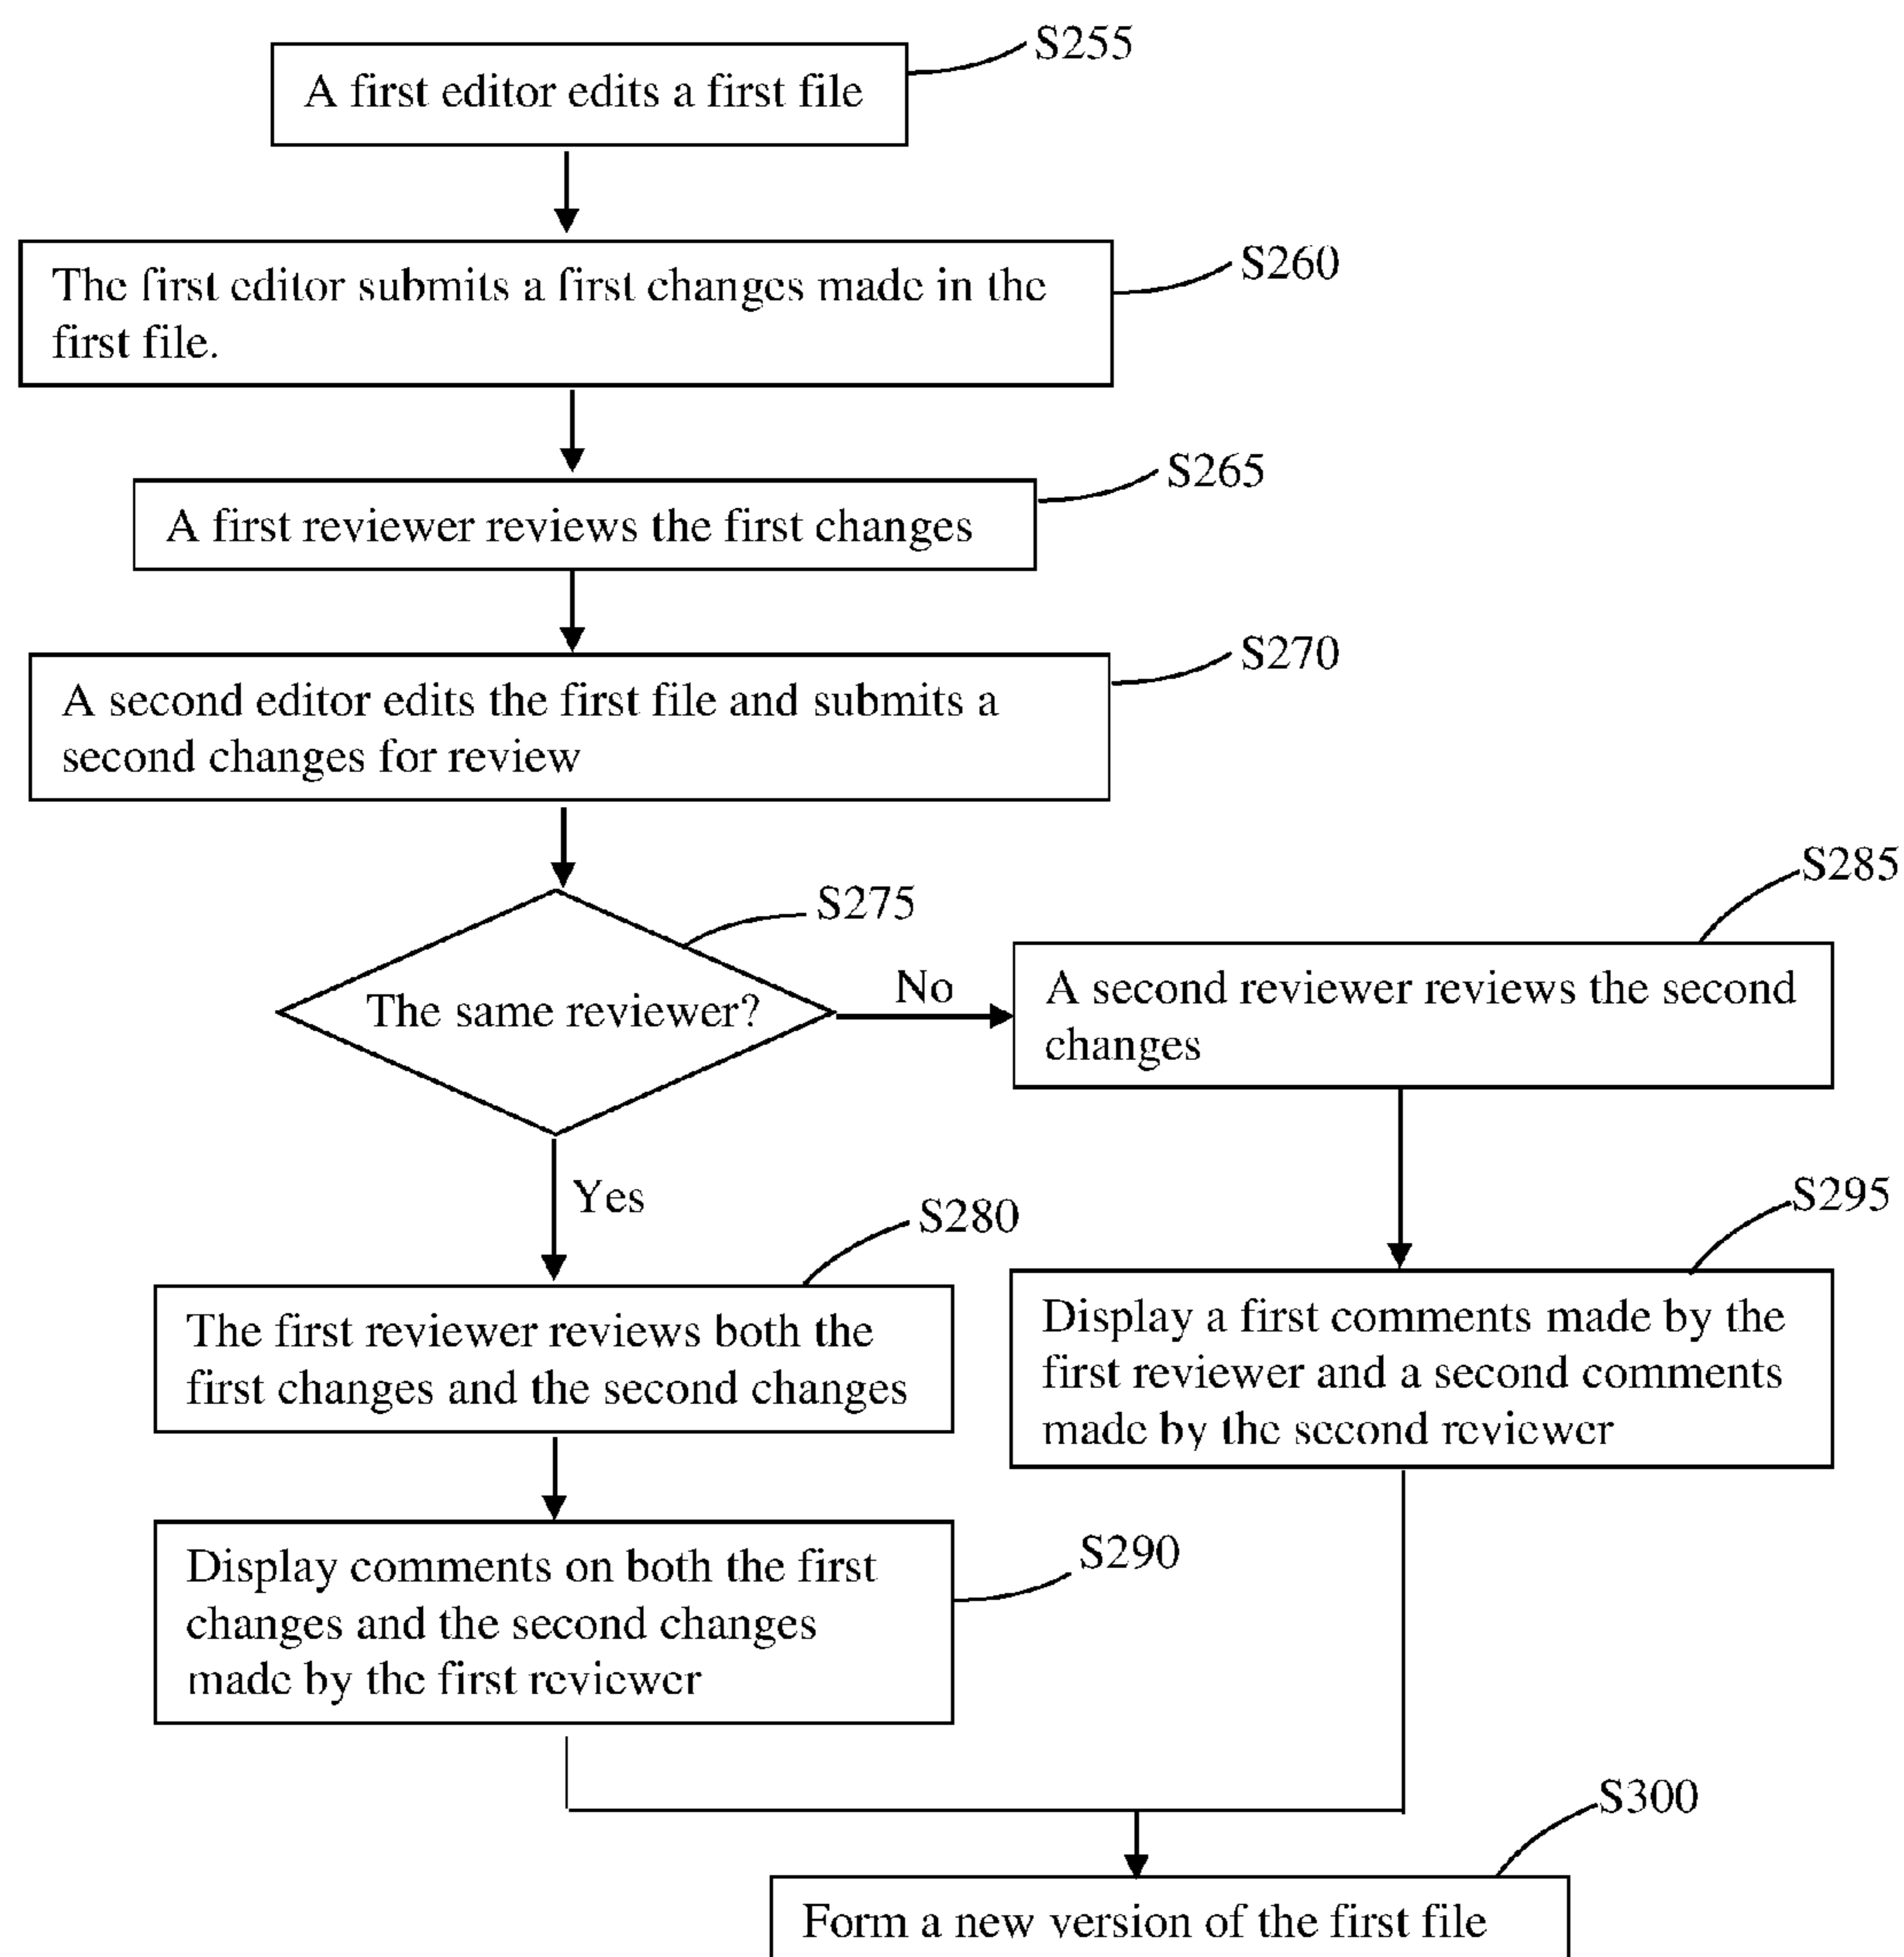 S255
A first editor edits a first file
S260
The first editor submits a first changes made in the
first file.
S265
A first reviewer reviews the first changes
S270
A second editor edits the first file and submits a
second changes for review
S275
The same reviewer?
No
S285
A second reviewer reviews the second
changes
Yes
S280
The first reviewer reviews both the
first changes and the second changes
S295
Display a first comments made by the
first reviewer and a second comments
made by the second reviewer
S290
Display comments on both the first
changes and the second changes
made by the first reviewer
S300
Form a new version of the first file